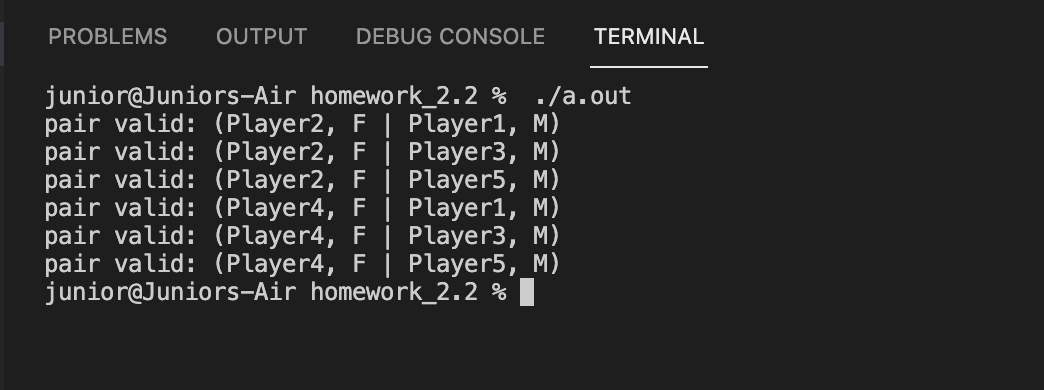 PROBLEMS OUTPUT DEBUG CONSOLE TERMINAL
junior@Juniors-Air homework_2.2 %  ./a.out
pair valid: (Player2, F | Player1, M)
pair valid: (Player2, F | Player3, M)
pair valid: (Player2, F | Player5, M)
pair valid: (Player4, F | Player1, M)
pair valid: (Player4, F | Player3, M)
pair valid: (Player4, F | Player5, M)
junior@Juniors-Air homework_2.2 %